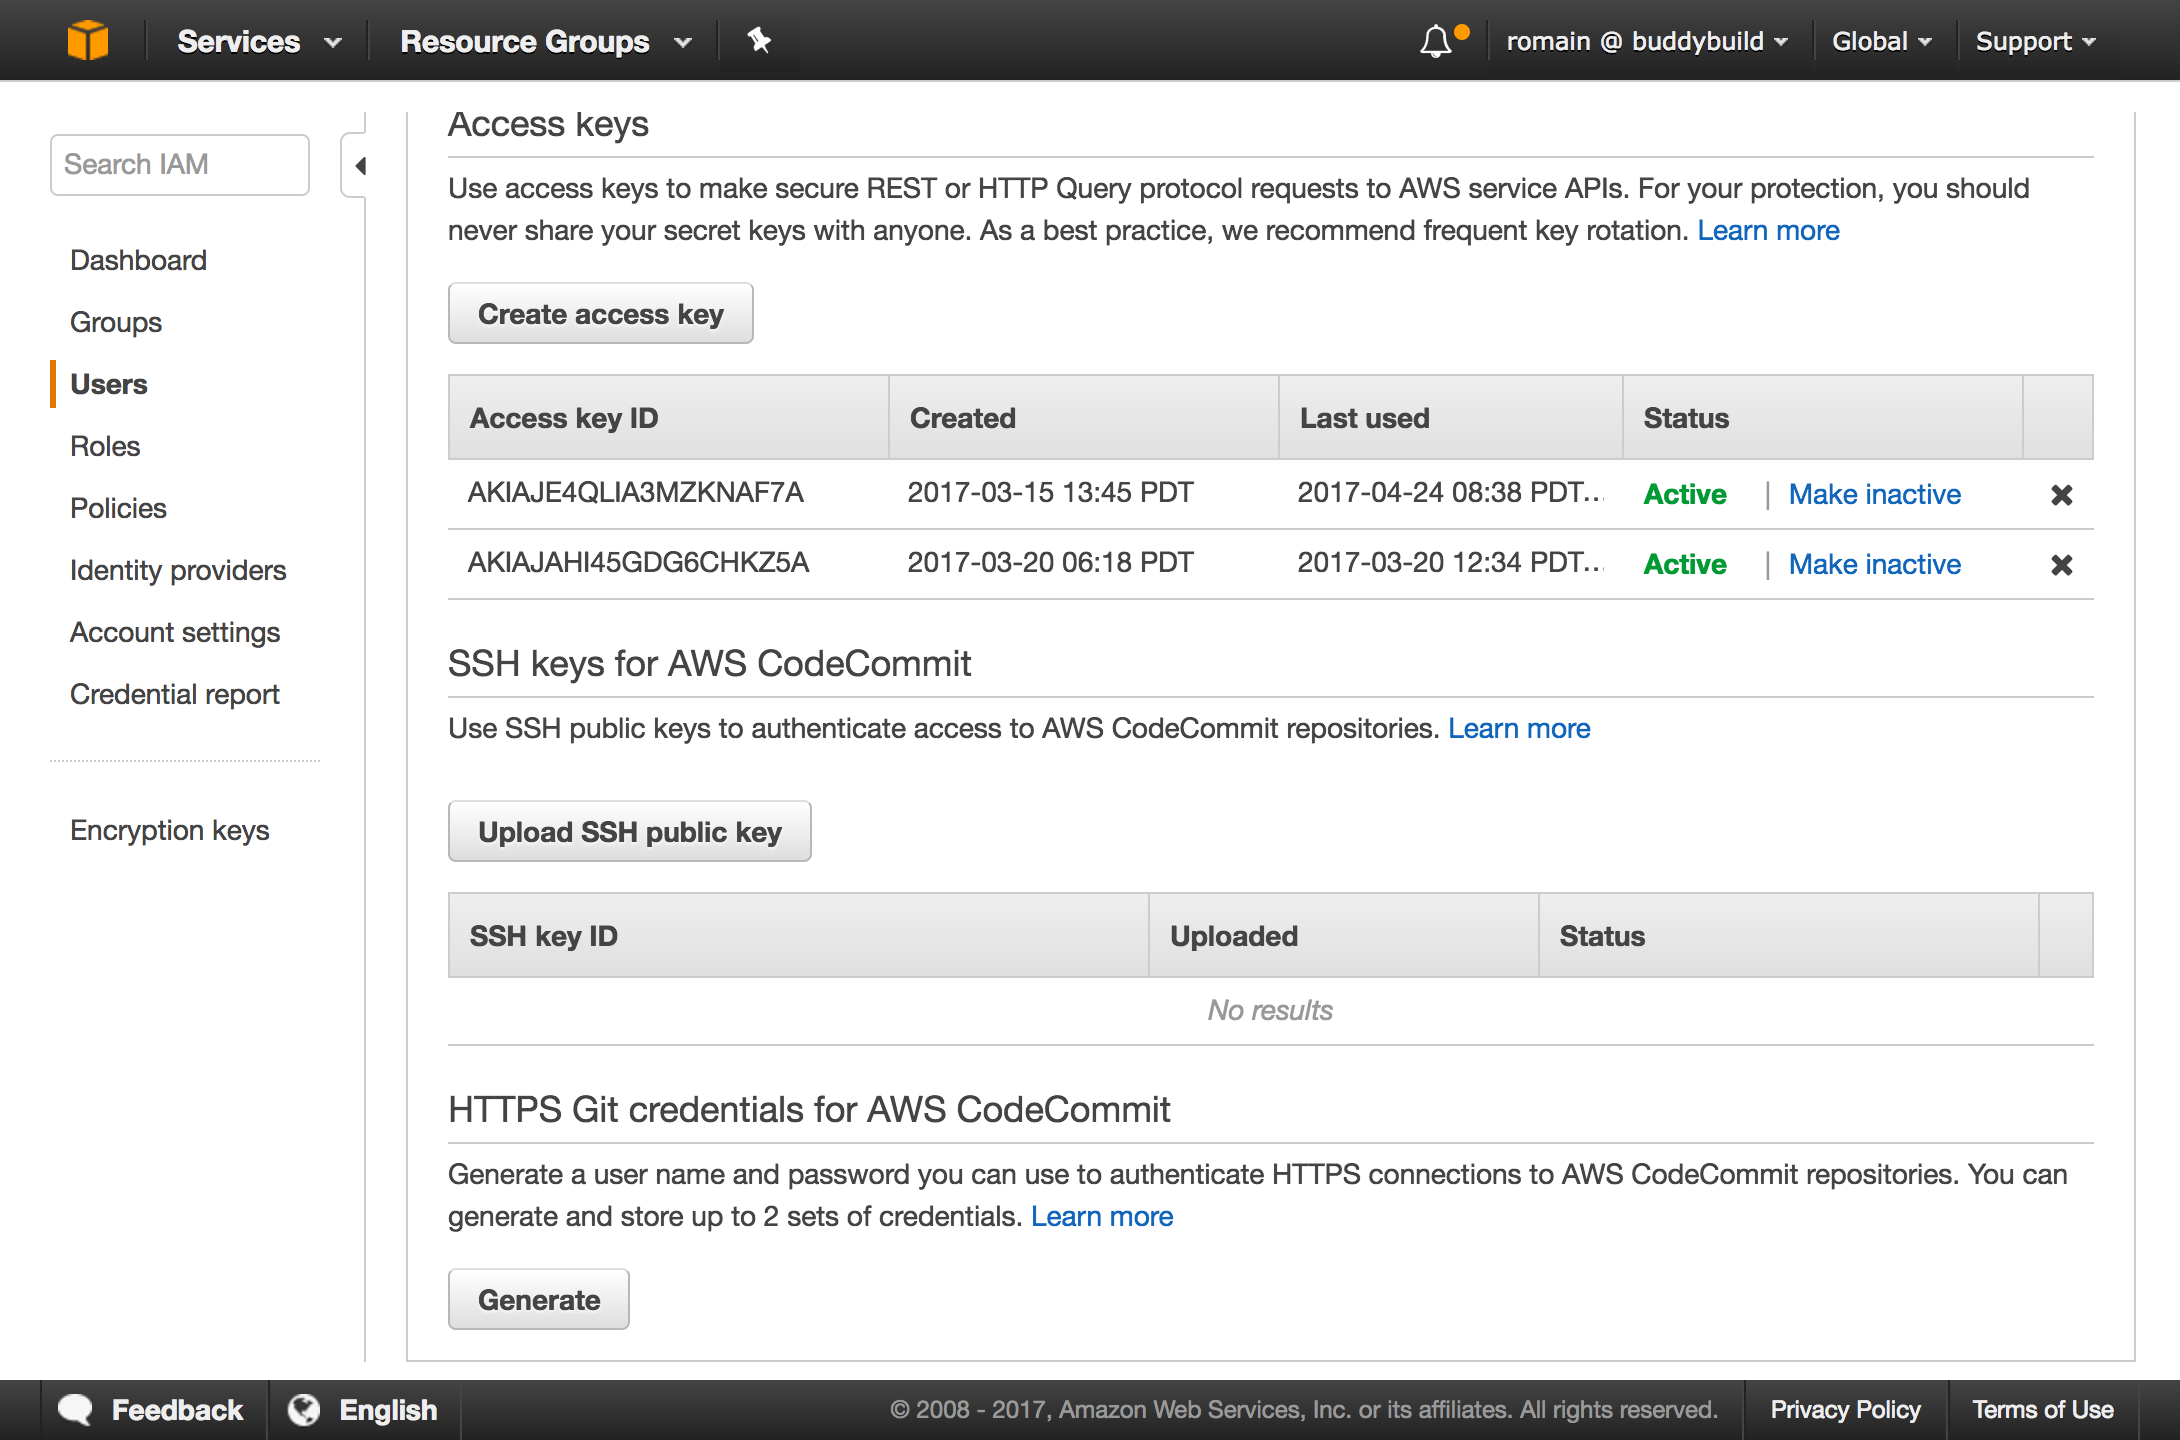 Services
Resource Groups
romain @ buddybuild
Global
Support
Search IAM
Dashboard
Groups
Users
Roles
Policies
Identity providers
Account settings
Credential report
Encryption keys
Access keys
Use access keys to make secure REST or HTTP Query protocol requests to AWS service APIs. For your protection, you should
never share your secret keys with anyone. As a best practice, we recommend frequent key rotation. Learn more
Create access key
Access key ID Created Last used Status
AKIAJE4QLIA3MZKNAF7A 2017-03-15 13:45 PDT 2017-04-24 08:38 PDT... Active | Make inactive
AKIAJAHI45GDG6CHKZ5A 2017-03-20 06:18 PDT 2017-03-20 12:34 PDT... Active | Make inactive
SSH keys for AWS CodeCommit
Use SSH public keys to authenticate access to AWS CodeCommit repositories. Learn more
Upload SSH public key
SSH key ID Uploaded Status
No results
HTTPS Git credentials for AWS CodeCommit
Generate a user name and password you can use to authenticate HTTPS connections to AWS CodeCommit repositories. You can
generate and store up to 2 sets of credentials. Learn more
Generate
Feedback
English
© 2008 - 2017, Amazon Web Services, Inc. or its affiliates. All rights reserved.
Privacy Policy
Terms of Use